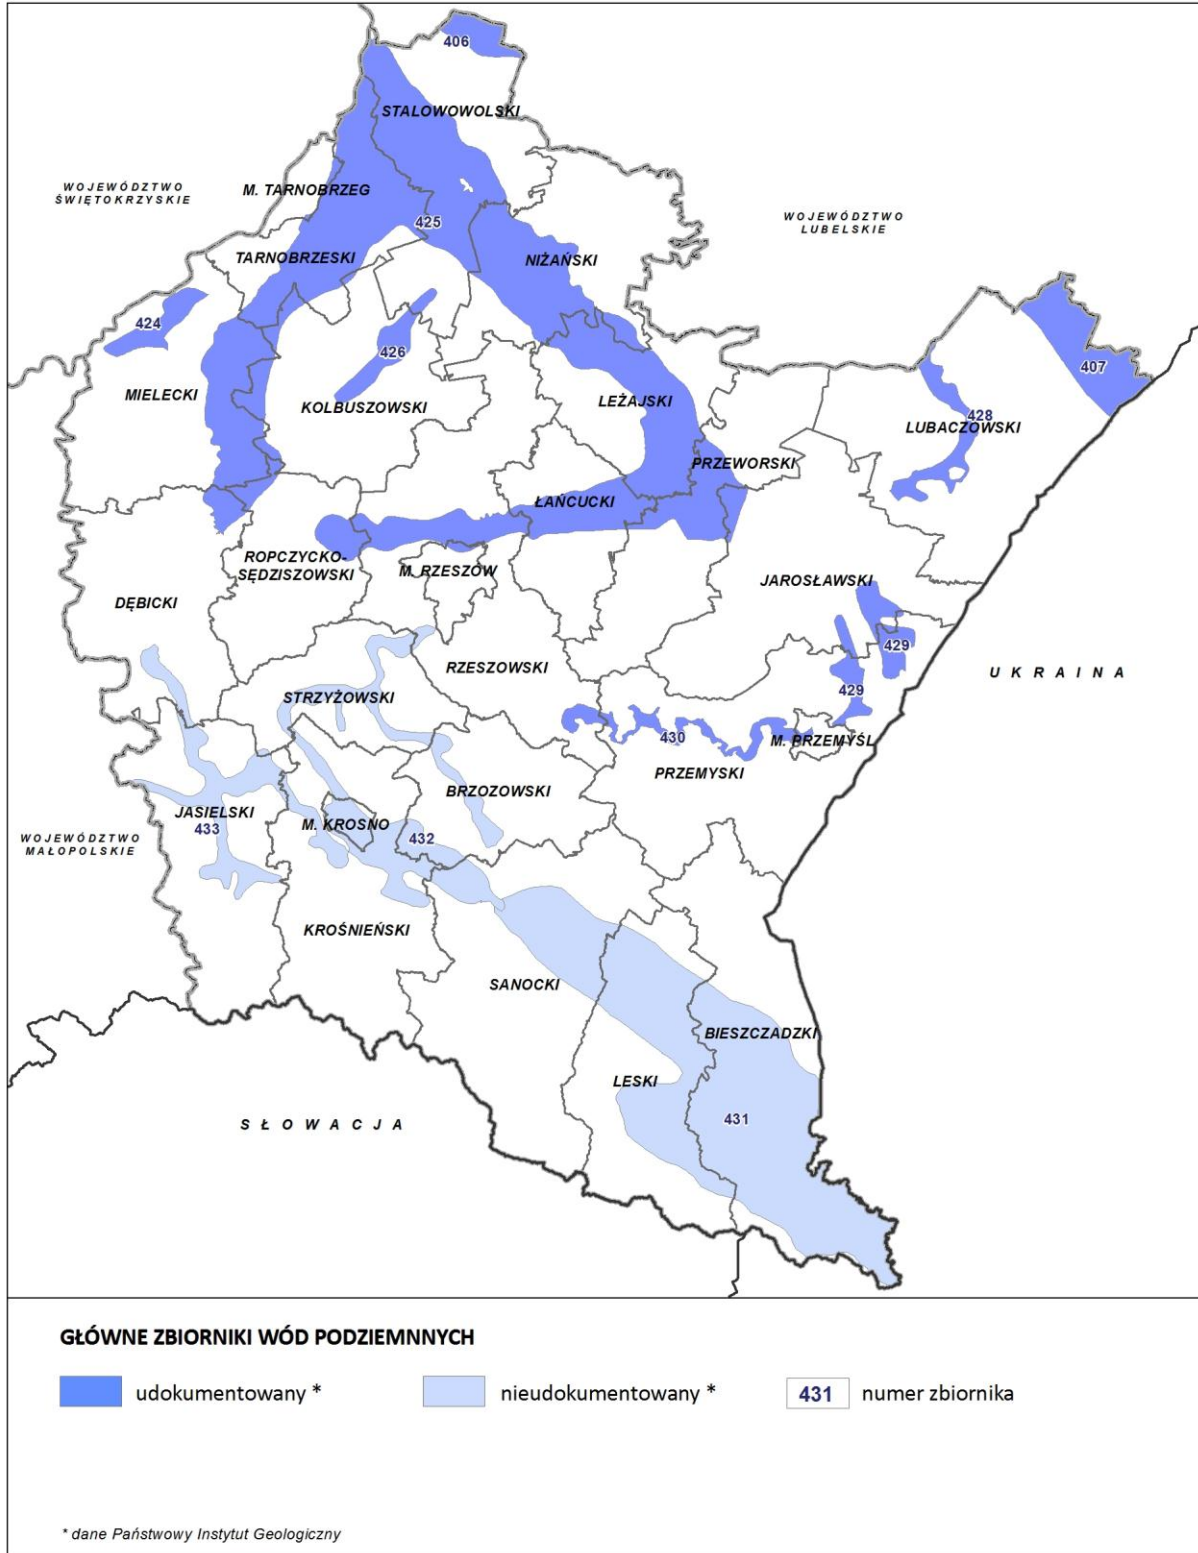 406
STALOWOWOLSKI
WOJEWÓDZTWO
ŚWIĘTOKRZYSKIE
M. TARNOBRZEG
WOJEWÓDZTWO
LUBELSKIE
425
TARNOBRZESKI
NIŻAŃSKI
424
426
407
MIELECKI
KOLBUSZOWSKI
LEŻAJSKI
428
LUBACZOWSKI
PRZEWORSKI
ŁAŃCUCKI
ROPCZYCKO-
SĘDZISZOWSKI
M. RZESZÓW
JAROSŁAWSKI
DĘBICKI
429
RZESZOWSKI
UKRAINA
STRZYŻOWSKI
429
430
M. PRZEMYŚL
PRZEMYSKI
BRZOZOWSKI
JASIELSKI
433
M. KROSNO
432
WOJEWÓDZTWO
MAŁOPOLSKIE
KROŚNIEŃSKI
SANOCKI
BIESZCZADZKI
LESKI
431
SŁOWACJA
GŁÓWNE ZBIORNIKI WÓD PODZIEMNNYCH
udokumentowany *
nieudokumentowany *
431 numer zbiornika
* dane Państwowy Instytut Geologiczny